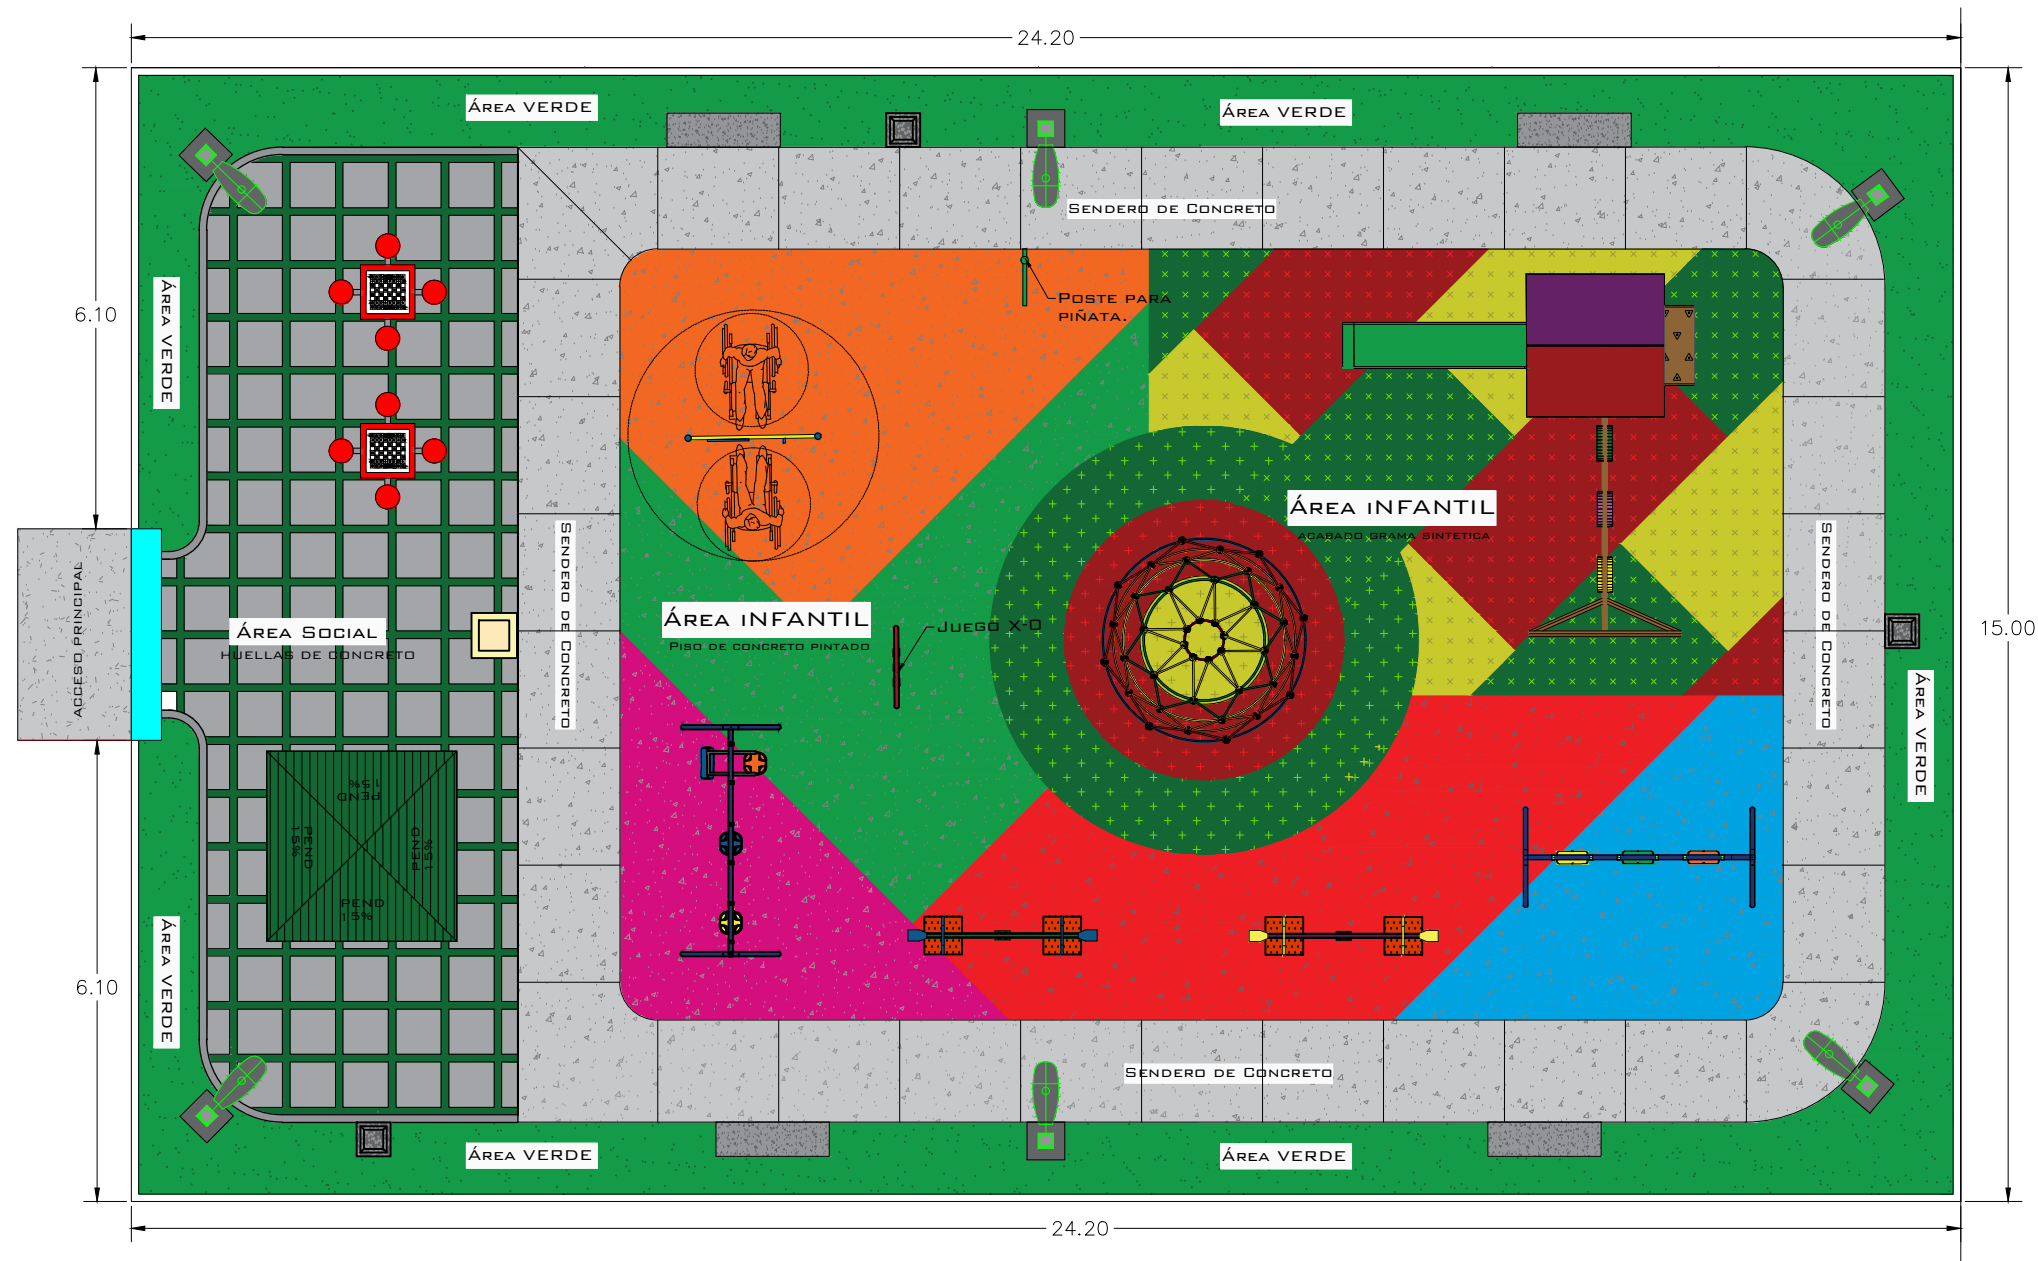 24.20
Área VERDE
Área VERDE
Sendero de Concreto
6.10
Área VERDE
Poste para
piñata.
Área iNFANTIL
acabado grama sintetica
Acceso principal
Área Social
huellas de concreto
Sendero de Concreto
Área iNFANTIL
Piso de concreto pintado
Juego X-O
Sendero de Concreto
15.00
Área VERDE
PEND
15%
PEND
15%
PEND
15%
PEND
15%
6.10
Área VERDE
Sendero de Concreto
Área VERDE
Área VERDE
24.20